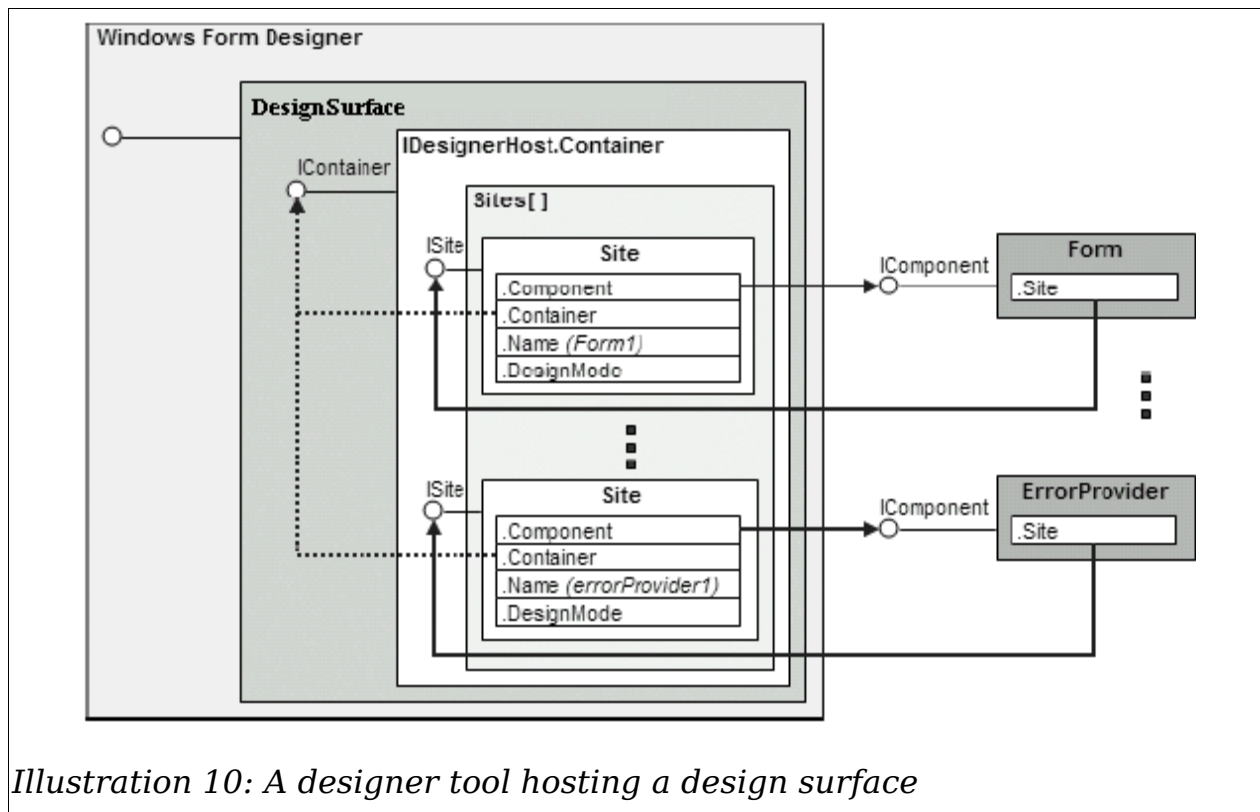 Windows Form Designer
DesignSurface
IDesignerHost.Container
IContainer
Sites[ ]
ISite
Site
.Component
.Container
.Name (Form1)
.DesignMode
IComponent
Form
.Site
ISite
Site
.Component
.Container
.Name (errorProvider1)
.DesignMode
IComponent
ErrorProvider
.Site
Illustration 10: A designer tool hosting a design surface